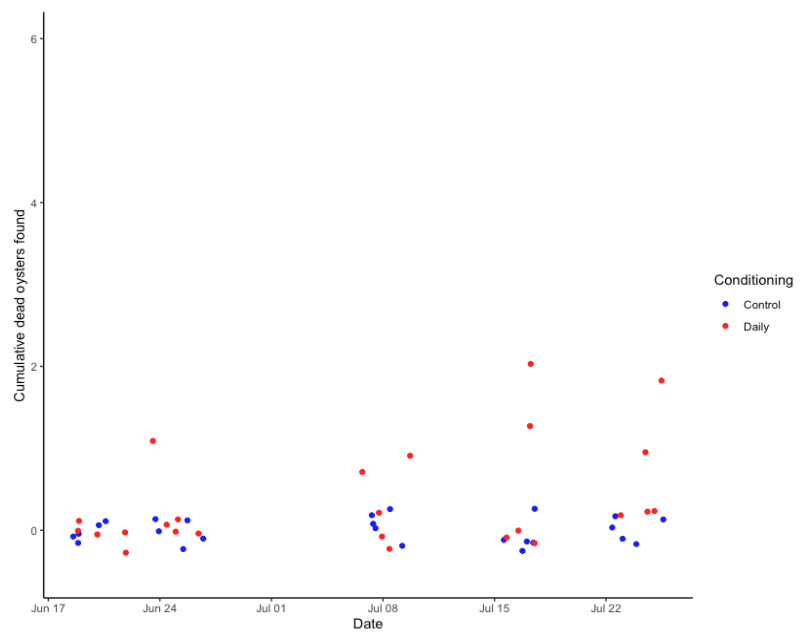 6
4
2
0
Cumulative dead oysters found
Jun 17
Jun 24
Jul 01
Jul 08
Jul 15
Jul 22
Date
Conditioning
Control
Daily